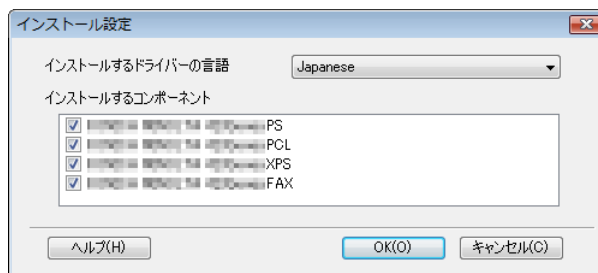 インストール設定
インストールするドライバーの言語 Japanese
インストールするコンポーネント
PS
PCL
XPS
FAX
ヘルプ(H) OK(O) キャンセル(C)